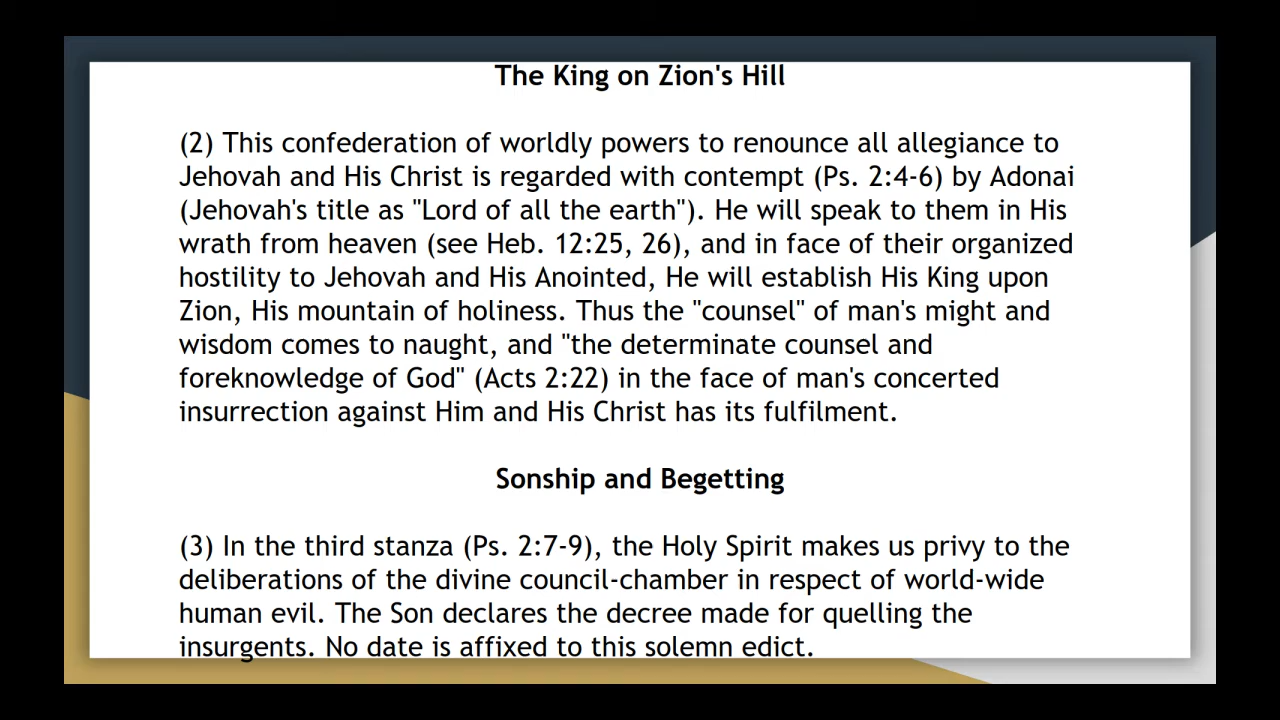 The King on Zion's Hill
(2) This confederation of worldly powers to renounce all allegiance to
Jehovah and His Christ is regarded with contempt (Ps. 2:4-6) by Adonai
(Jehovah's title as "Lord of all the earth"). He will speak to them in His
wrath from heaven (see Heb. 12:25, 26), and in face of their organized
hostility to Jehovah and His Anointed, He will establish His King upon
Zion, His mountain of holiness. Thus the "counsel" of man's might and
wisdom comes to naught, and "the determinate counsel and
foreknowledge of God" (Acts 2:22) in the face of man's concerted
insurrection against Him and His Christ has its fulfilment.
Sonship and Begetting
(3) In the third stanza (Ps. 2:7-9), the Holy Spirit makes us privy to the
deliberations of the divine council-chamber in respect of world-wide
human evil. The Son declares the decree made for quelling the
insurgents. No date is affixed to this solemn edict.